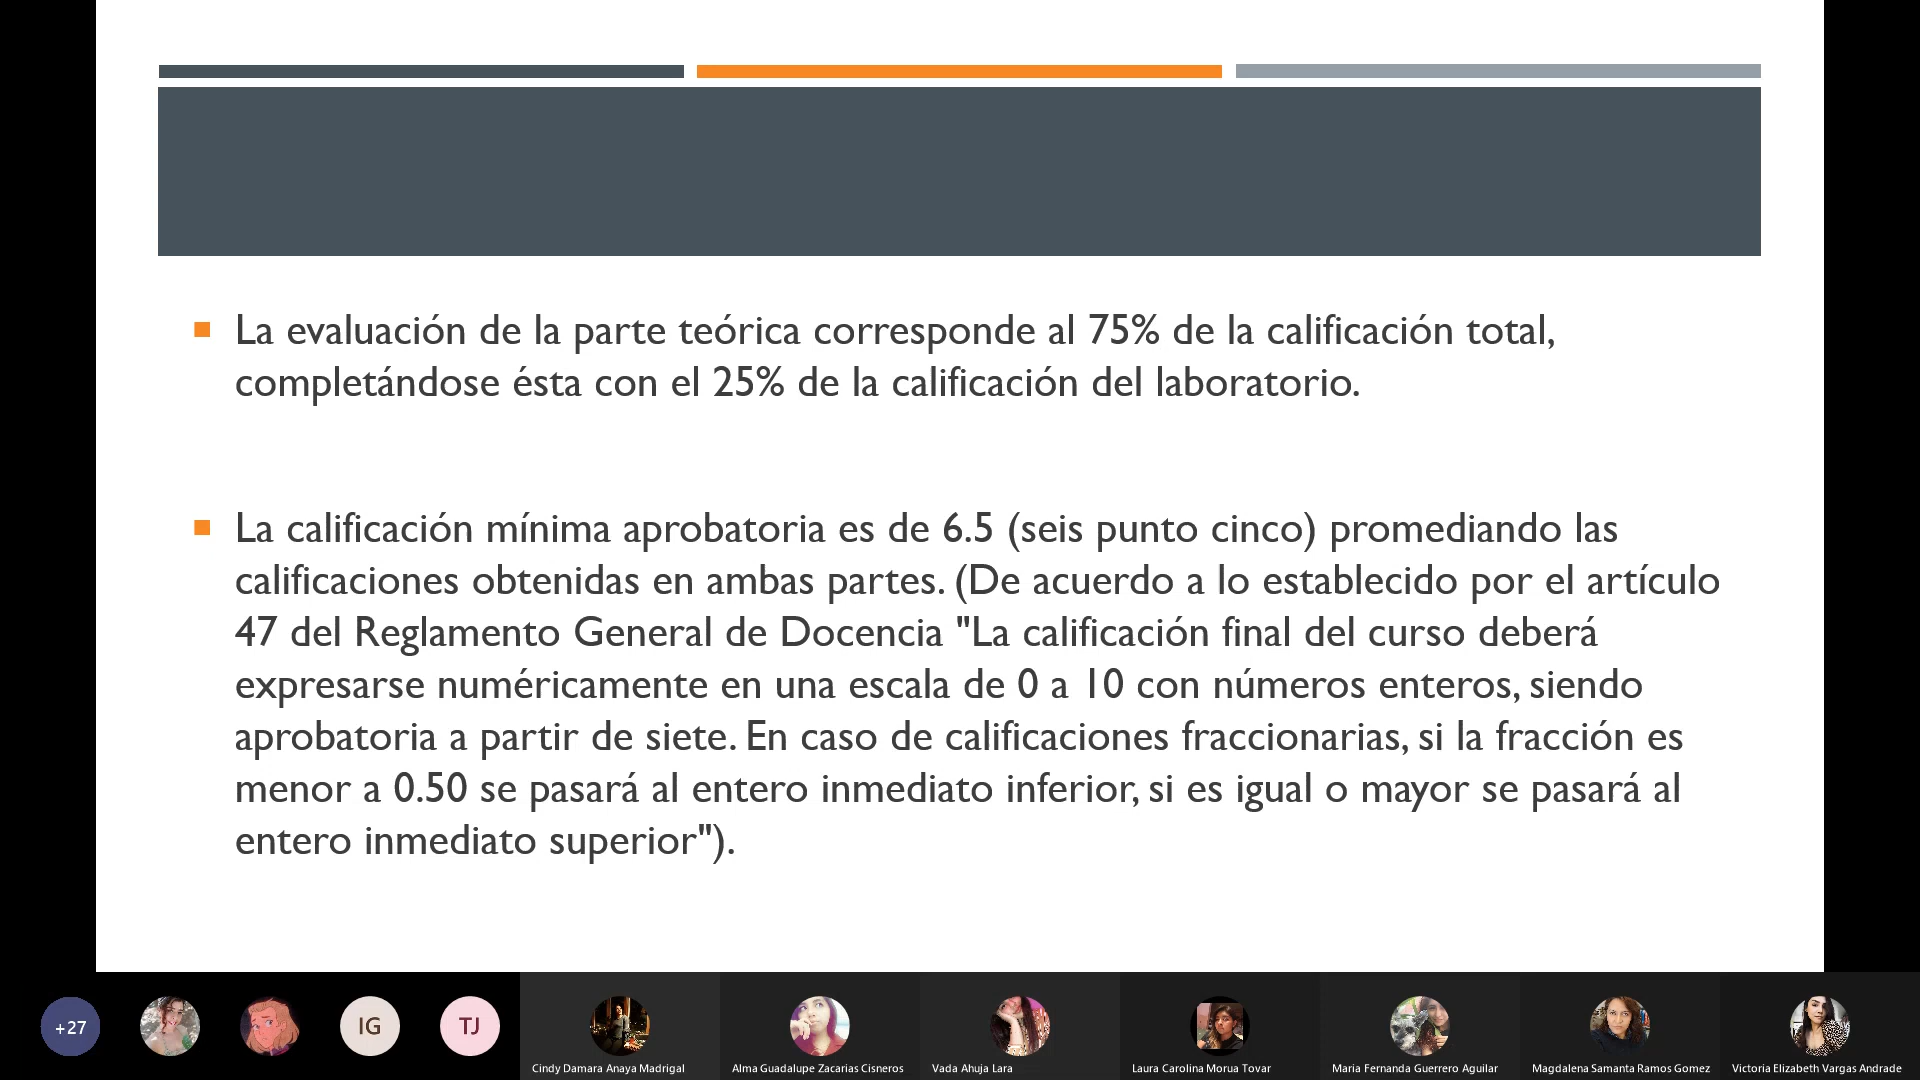 La evaluación de la parte teórica corresponde al 75% de la calificación total,
completándose ésta con el 25% de la calificación del laboratorio.
La calificación mínima aprobatoria es de 6.5 (seis punto cinco) promediando las
calificaciones obtenidas en ambas partes. (De acuerdo a lo establecido por el artículo
47 del Reglamento General de Docencia "La calificación final del curso deberá
expresarse numéricamente en una escala de 0 a 10 con números enteros, siendo
aprobatoria a partir de siete. En caso de calificaciones fraccionarias, si la fracción es
menor a 0.50 se pasará al entero inmediato inferior, si es igual o mayor se pasará al
entero inmediato superior").
+27
IG
TJ
Cindy Damara Anaya Madrigal
Alma Guadalupe Zacarias Cisneros
Vada Ahuja Lara
Laura Carolina Morua Tovar
Maria Fernanda Guerrero Aguilar
Magdalena Samanta Ramos Gomez
Victoria Elizabeth Vargas Andrade